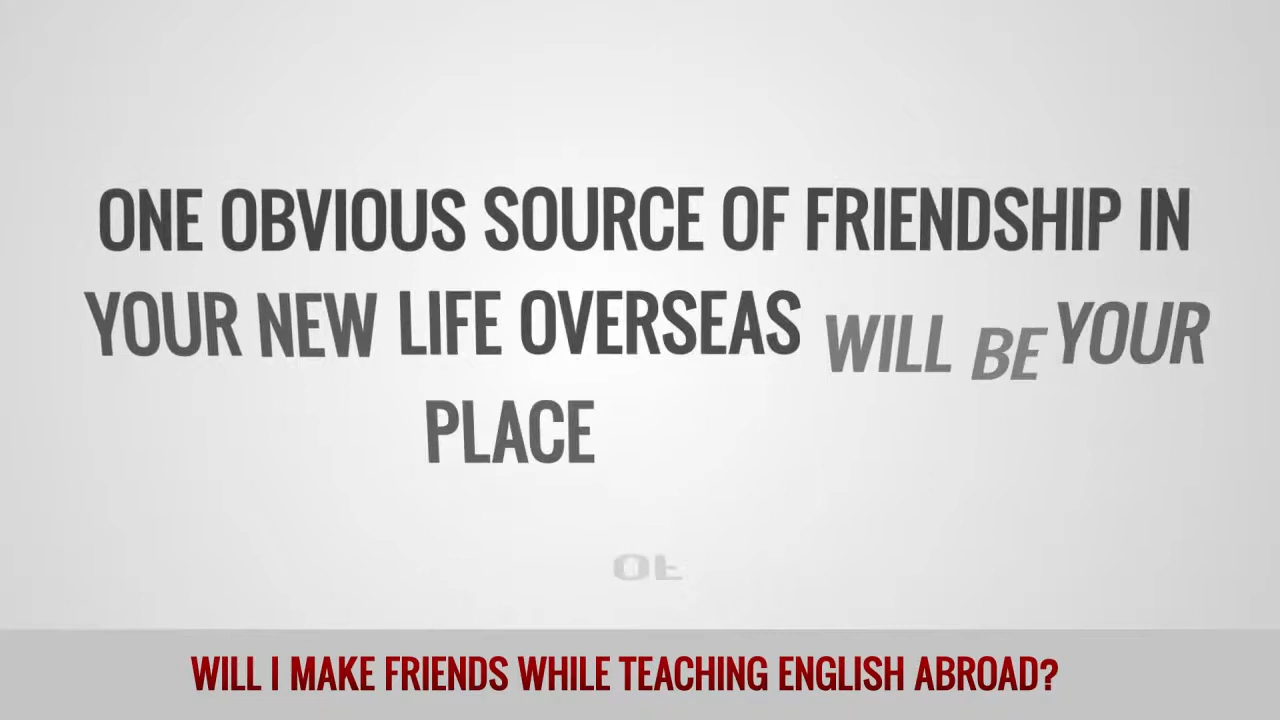 ONE OBVIOUS SOURCE OF FRIENDSHIP IN
YOUR NEW LIFE OVERSEAS WILL BE YOUR
PLACE
OF
WILL I MAKE FRIENDS WHILE TEACHING ENGLISH ABROAD?